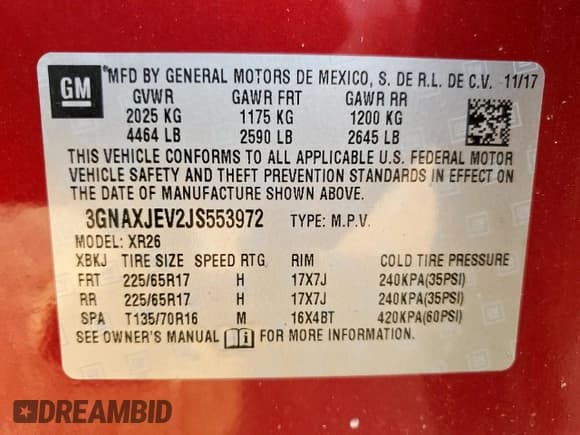 GM
MFD BY GENERAL MOTORS DE MEXICO, S. DE R.L. DE C.V. 11/17
GVWR GAWR FRT GAWR RR
2025 KG 1175 KG 1200 KG
4464 LB 2590 LB 2645 LB
THIS VEHICLE CONFORMS TO ALL APPLICABLE U.S. FEDERAL MOTOR
VEHICLE SAFETY AND THEFT PREVENTION STANDARDS IN EFFECT ON
THE DATE OF MANUFACTURE SHOWN ABOVE.
3GNAXJEV2JS553972 TYPE: M.P.V.
MODEL: XR26
XBKJ TIRE SIZE SPEED RTG RIM COLD TIRE PRESSURE
FRT 225/65R17 H 17X7J 240KPA(35PSI)
RR 225/65R17 H 17X7J 240KPA(35PSI)
SPA T135/70R16 M 16X4BT 420KPA(60PSI)
SEE OWNER'S MANUAL FOR MORE INFORMATION.
DREAMBID